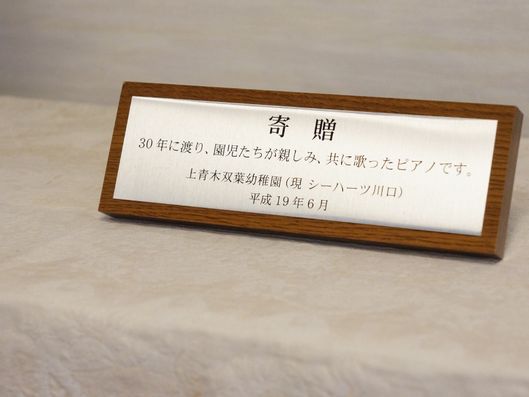 寄 贈
30年に渡り、園児たちが親しみ、共に歌ったピアノです。
上青木双葉幼稚園(現 シーハーツ川口)
平成19年6月